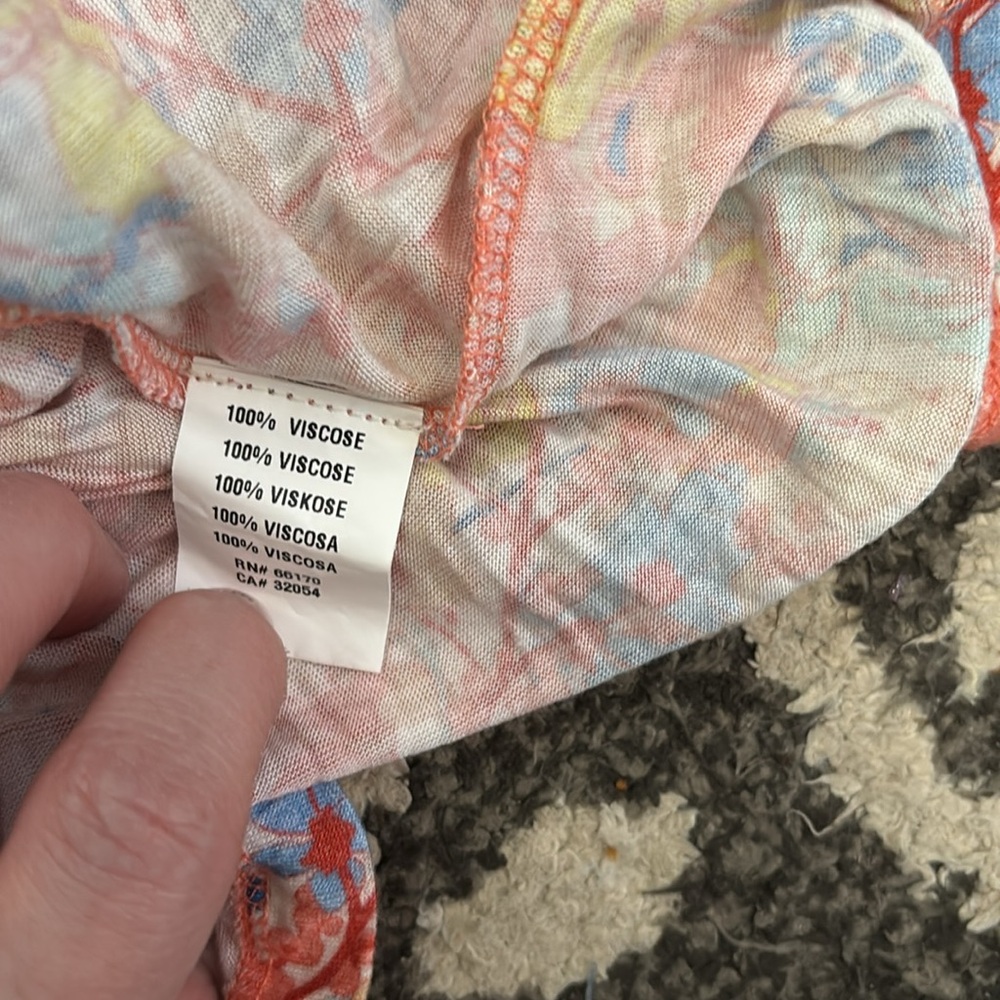 100% VISCOSE
100% VISCOSE
100% VISKOSE
100% VISCOSA
100% VISCOSA
RN# 66170
CA# 32054